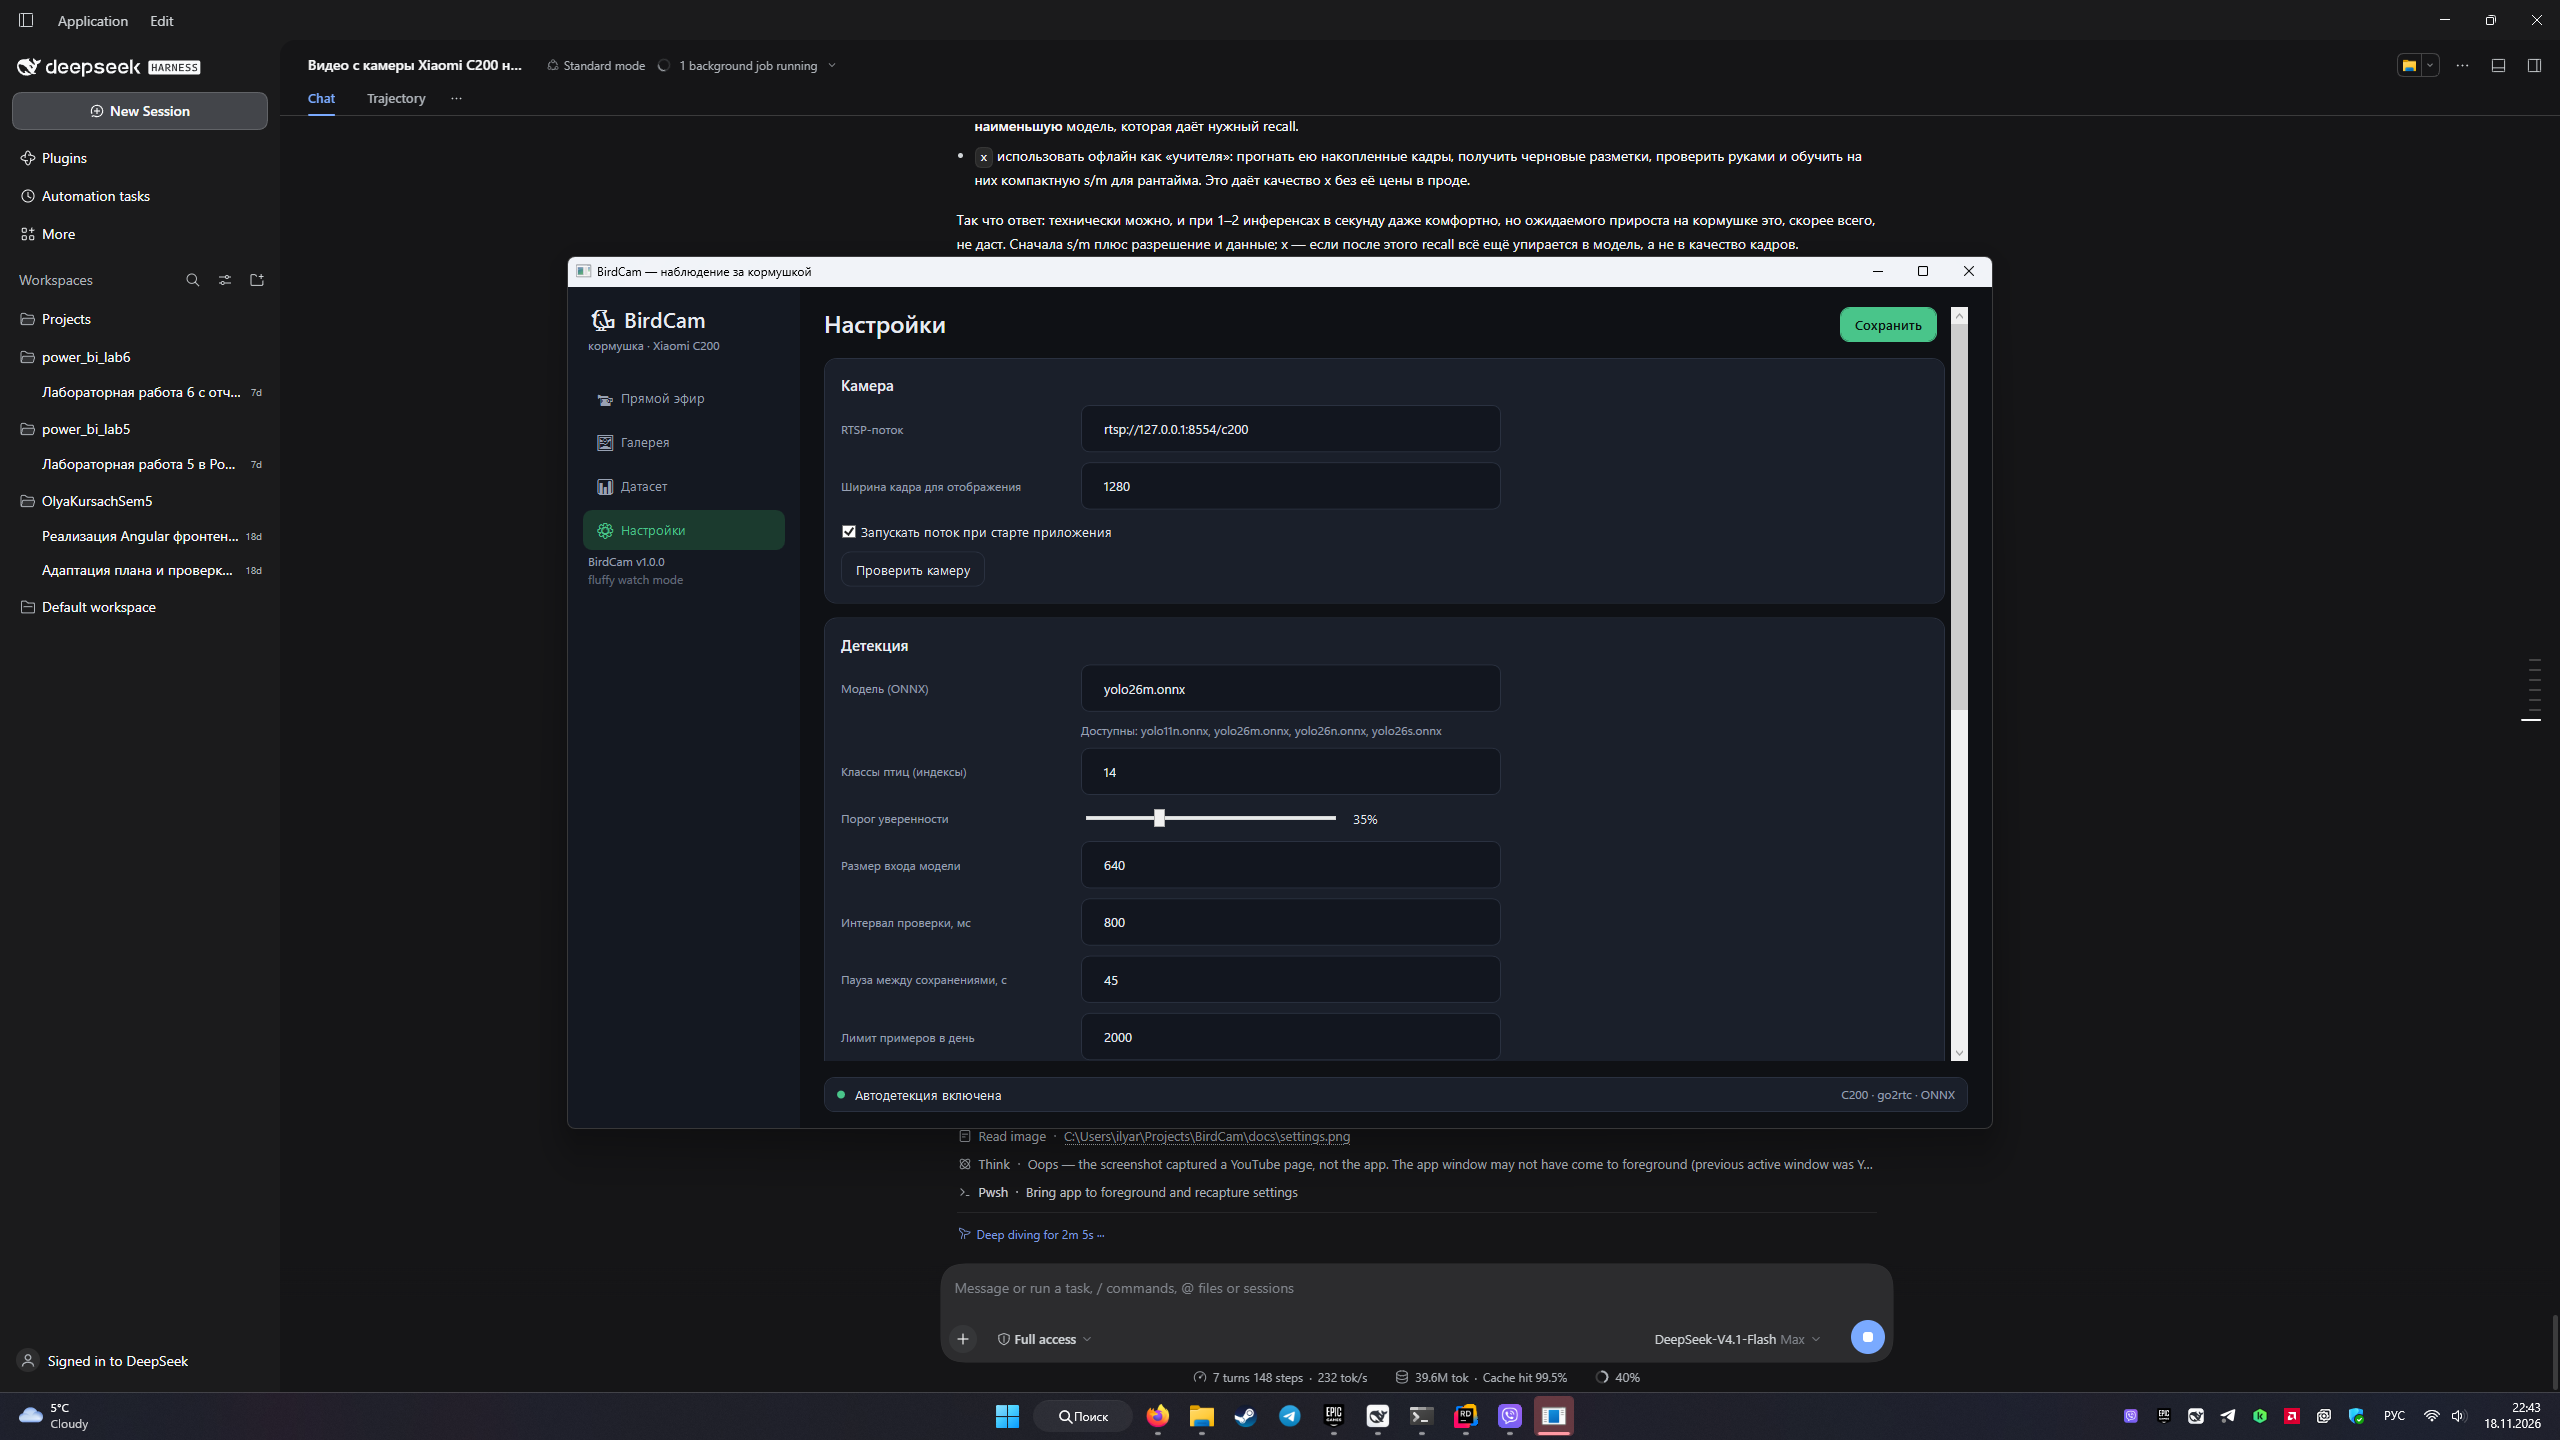 Application Edit
deepseek HARNESS
New Session
Plugins
Automation tasks
More
Workspaces
Projects
power_bi_lab6
Лабораторная работа 6 с отч... 7d
power_bi_lab5
Лабораторная работа 5 в Po... 7d
OlyaKursachSem5
Реализация Angular фронтен... 18d
Адаптация плана и проверк... 18d
Default workspace
Signed in to DeepSeek
Видео с камеры Xiaomi C200 н... Standard mode 1 background job running
Chat Trajectory ...
наименьшую модель, которая даёт нужный recall.
• x использовать офлайн как «учителя»: прогнать ею накопленные кадры, получить черновые разметки, проверить руками и обучить на
них компактную s/m для рантайма. Это даёт качество x без её цены в проде.
Так что ответ: технически можно, и при 1–2 инференсах в секунду даже комфортно, но ожидаемого прироста на кормушке это, скорее всего,
не даст. Сначала s/m плюс разрешение и данные; x — если после этого recall всё ещё упирается в модель, а не в качество кадров.
BirdCam — наблюдение за кормушкой
BirdCam
кормушка · Xiaomi C200
Прямой эфир
Галерея
Датасет
Настройки
BirdCam v1.0.0
fluffy watch mode
Настройки Сохранить
Камера
RTSP-поток rtsp://127.0.0.1:8554/c200
Ширина кадра для отображения 1280
Запускать поток при старте приложения
Проверить камеру
Детекция
Модель (ONNX) yolo26m.onnx
Доступны: yolo11n.onnx, yolo26m.onnx, yolo26n.onnx, yolo26s.onnx
Классы птиц (индексы) 14
Порог уверенности 35%
Размер входа модели 640
Интервал проверки, мс 800
Пауза между сохранениями, с 45
Лимит примеров в день 2000
Автодетекция включена C200 · go2rtc · ONNX
Read image · C:\Users\ilyar\Projects\BirdCam\docs\settings.png
Think · Oops — the screenshot captured a YouTube page, not the app. The app window may not have come to foreground (previous active window was Y...
Pwsh · Bring app to foreground and recapture settings
Deep diving for 2m 5s ...
Message or run a task, / commands, @ files or sessions
Full access DeepSeek-V4.1-Flash Max
7 turns 148 steps · 232 tok/s 39.6M tok · Cache hit 99.5% 40%
5°C
Cloudy
Поиск
EPIC GAMES
RD
РУС
22:43
18.11.2026